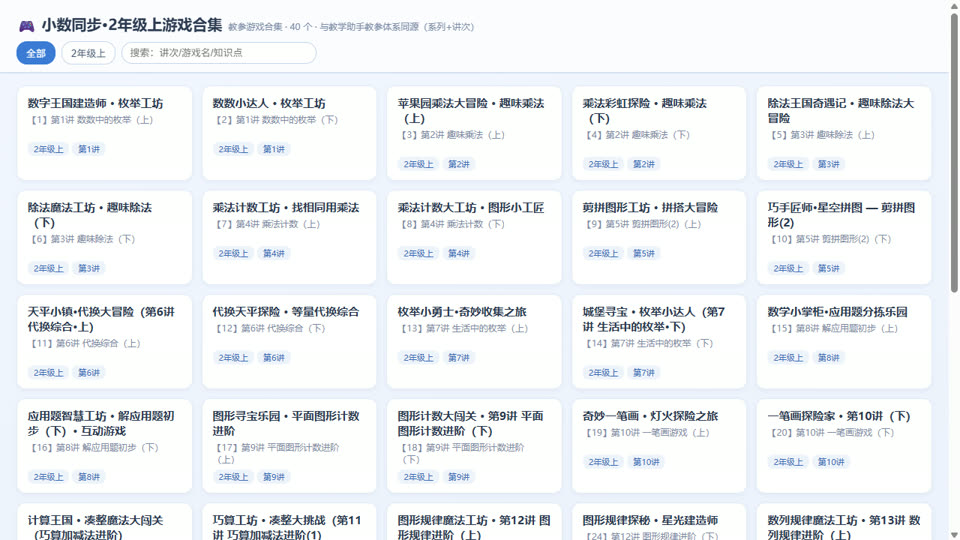 小数同步•2年级上游戏合集 教参游戏合集 · 40 个 · 与教学助手教参体系同源（系列+讲次）
全部 2年级上 搜索：讲次/游戏名/知识点
数字王国建造师 • 枚举工坊
【1】第1讲 数数中的枚举（上）
2年级上 第1讲
数数小达人 • 枚举工坊
【2】第1讲 数数中的枚举（下）
2年级上 第1讲
苹果园乘法大冒险 • 趣味乘法
（上）
【3】第2讲 趣味乘法（上）
2年级上 第2讲
乘法彩虹探险 • 趣味乘法
（下）
【4】第2讲 趣味乘法（下）
2年级上 第2讲
除法王国奇遇记 • 趣味除法大
冒险
【5】第3讲 趣味除法（上）
2年级上 第3讲
除法魔法工坊 • 趣味除法
（下）
【6】第3讲 趣味除法（下）
2年级上 第3讲
乘法计数工坊 • 找相同用乘法
【7】第4讲 乘法计数（上）
2年级上 第4讲
乘法计数大工坊 • 图形小工匠
【8】第4讲 乘法计数（下）
2年级上 第4讲
剪拼图形工坊 • 拼搭大冒险
【9】第5讲 剪拼图形(2)（上）
2年级上 第5讲
巧手匠师•星空拼图 — 剪拼图
形(2)
【10】第5讲 剪拼图形(2)（下）
2年级上 第5讲
天平小镇•代换大冒险（第6讲
代换综合•上）
【11】第6讲 代换综合（上）
2年级上 第6讲
代换天平探险 • 等量代换综合
【12】第6讲 代换综合（下）
2年级上 第6讲
枚举小勇士•奇妙收集之旅
【13】第7讲 生活中的枚举（上）
2年级上 第7讲
城堡寻宝 • 枚举小达人（第7
讲 生活中的枚举•下）
【14】第7讲 生活中的枚举（下）
2年级上 第7讲
数学小掌柜•应用题分拣乐园
【15】第8讲 解应用题初步（上）
2年级上 第8讲
应用题智慧工坊 • 解应用题初
步（下）• 互动游戏
【16】第8讲 解应用题初步（下）
2年级上 第8讲
图形寻宝乐园 • 平面图形计数
进阶
【17】第9讲 平面图形计数进阶
（上）
2年级上 第9讲
图形计数大闯关 • 第9讲 平面
图形计数进阶（下）
【18】第9讲 平面图形计数进阶
（下）
2年级上 第9讲
奇妙一笔画 • 灯火探险之旅
【19】第10讲 一笔画游戏（上）
2年级上 第10讲
一笔画探险家 • 第10讲（下）
【20】第10讲 一笔画游戏（下）
2年级上 第10讲
计算王国 • 凑整魔法大闯关
（巧算加减法进阶）
巧算工坊 • 凑整大挑战（第11
讲 巧算加减法进阶(1)
图形规律魔法工坊 • 第12讲 图
形规律进阶（上）
图形规律探秘 • 星光建造师
【24】第12讲 图形规律进阶（下）
数列规律魔法工坊 • 第13讲 数
列规律进阶（上）